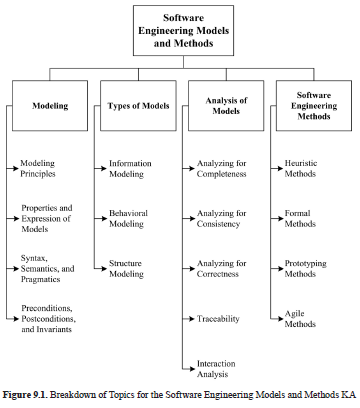 Software
Engineering Models
and Methods
Modeling
Modeling
Principles
Properties and
Expression of
Models
Syntax,
Semantics, and
Pragmatics
Preconditions,
Postconditions,
and Invariants
Types of Models
Information
Modeling
Behavioral
Modeling
Structure
Modeling
Analysis of
Models
Analyzing for
Completeness
Analyzing for
Consistency
Analyzing for
Correctness
Traceability
Interaction
Analysis
Software
Engineering
Methods
Heuristic
Methods
Formal
Methods
Prototyping
Methods
Agile
Methods
Figure 9.1. Breakdown of Topics for the Software Engineering Models and Methods KA